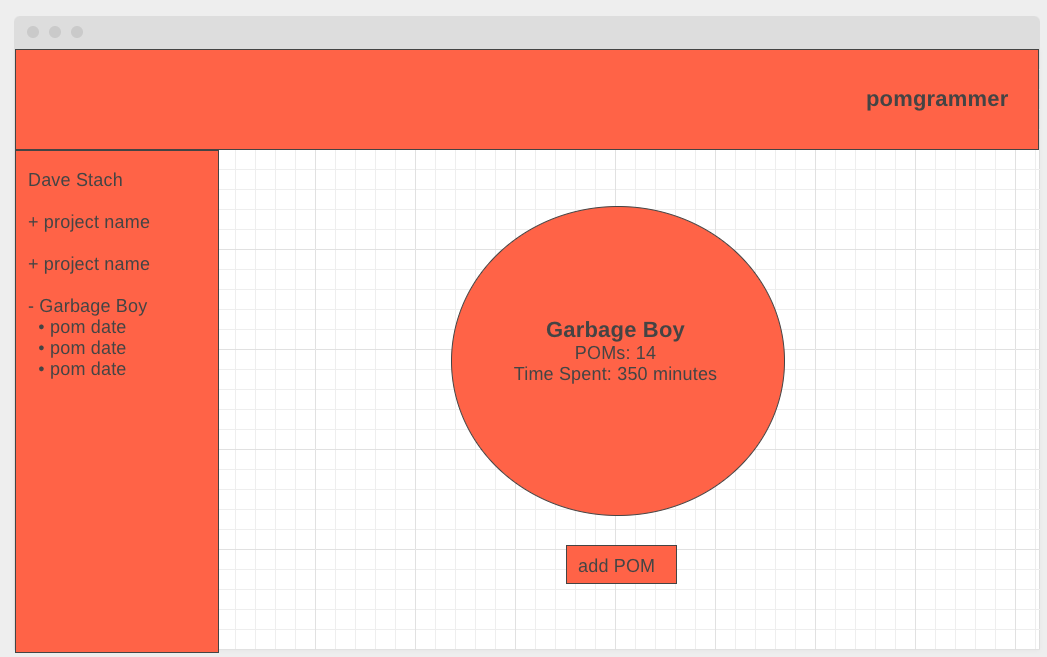 pomgrammer
Dave Stach
+ project name
+ project name
- Garbage Boy
• pom date
• pom date
• pom date
Garbage Boy
POMs: 14
Time Spent: 350 minutes
add POM